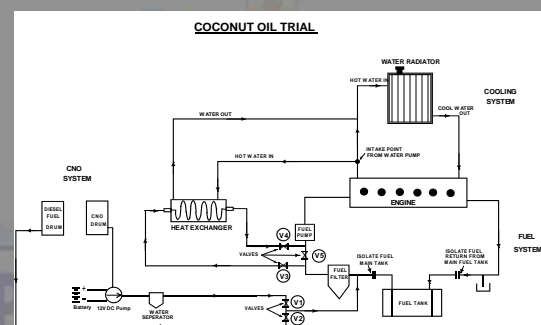 COCONUT OIL TRIAL
WATER RADIATOR
HOT WATER IN
COOLING
SYSTEM
COOL WATER
OUT
WATER OUT
INTAKE POINT
FROM WATER PUMP
HOT WATER IN
CNO
SYSTEM
DIESEL
FUEL
DRUM
CNO
DRUM
HEAT EXCHANGER
ENGINE
FUEL
PUMP
V4
V5
V3
VALVES
FUEL
SYSTEM
ISOLATE FUEL
MAIN TANK
ISOLATE FUEL
RETURN FROM
MAIN FUEL TANK
FUEL
FILTER
FUEL TANK
Battery
12V DC Pump
WATER
SEPERATOR
VALVES
V1
V2